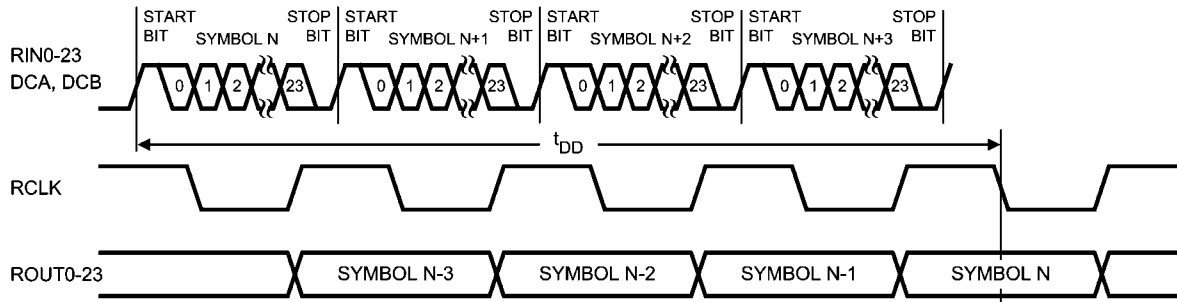 START STOP START STOP START STOP START STOP
BIT SYMBOL N BIT BIT SYMBOL N+1 BIT BIT SYMBOL N+2 BIT BIT SYMBOL N+3 BIT
RIN0-23
DCA, DCB
0 1 2 23 0 1 2 23 0 1 2 23 0 1 2 23
tDD
RCLK
ROUT0-23 SYMBOL N-3 SYMBOL N-2 SYMBOL N-1 SYMBOL N